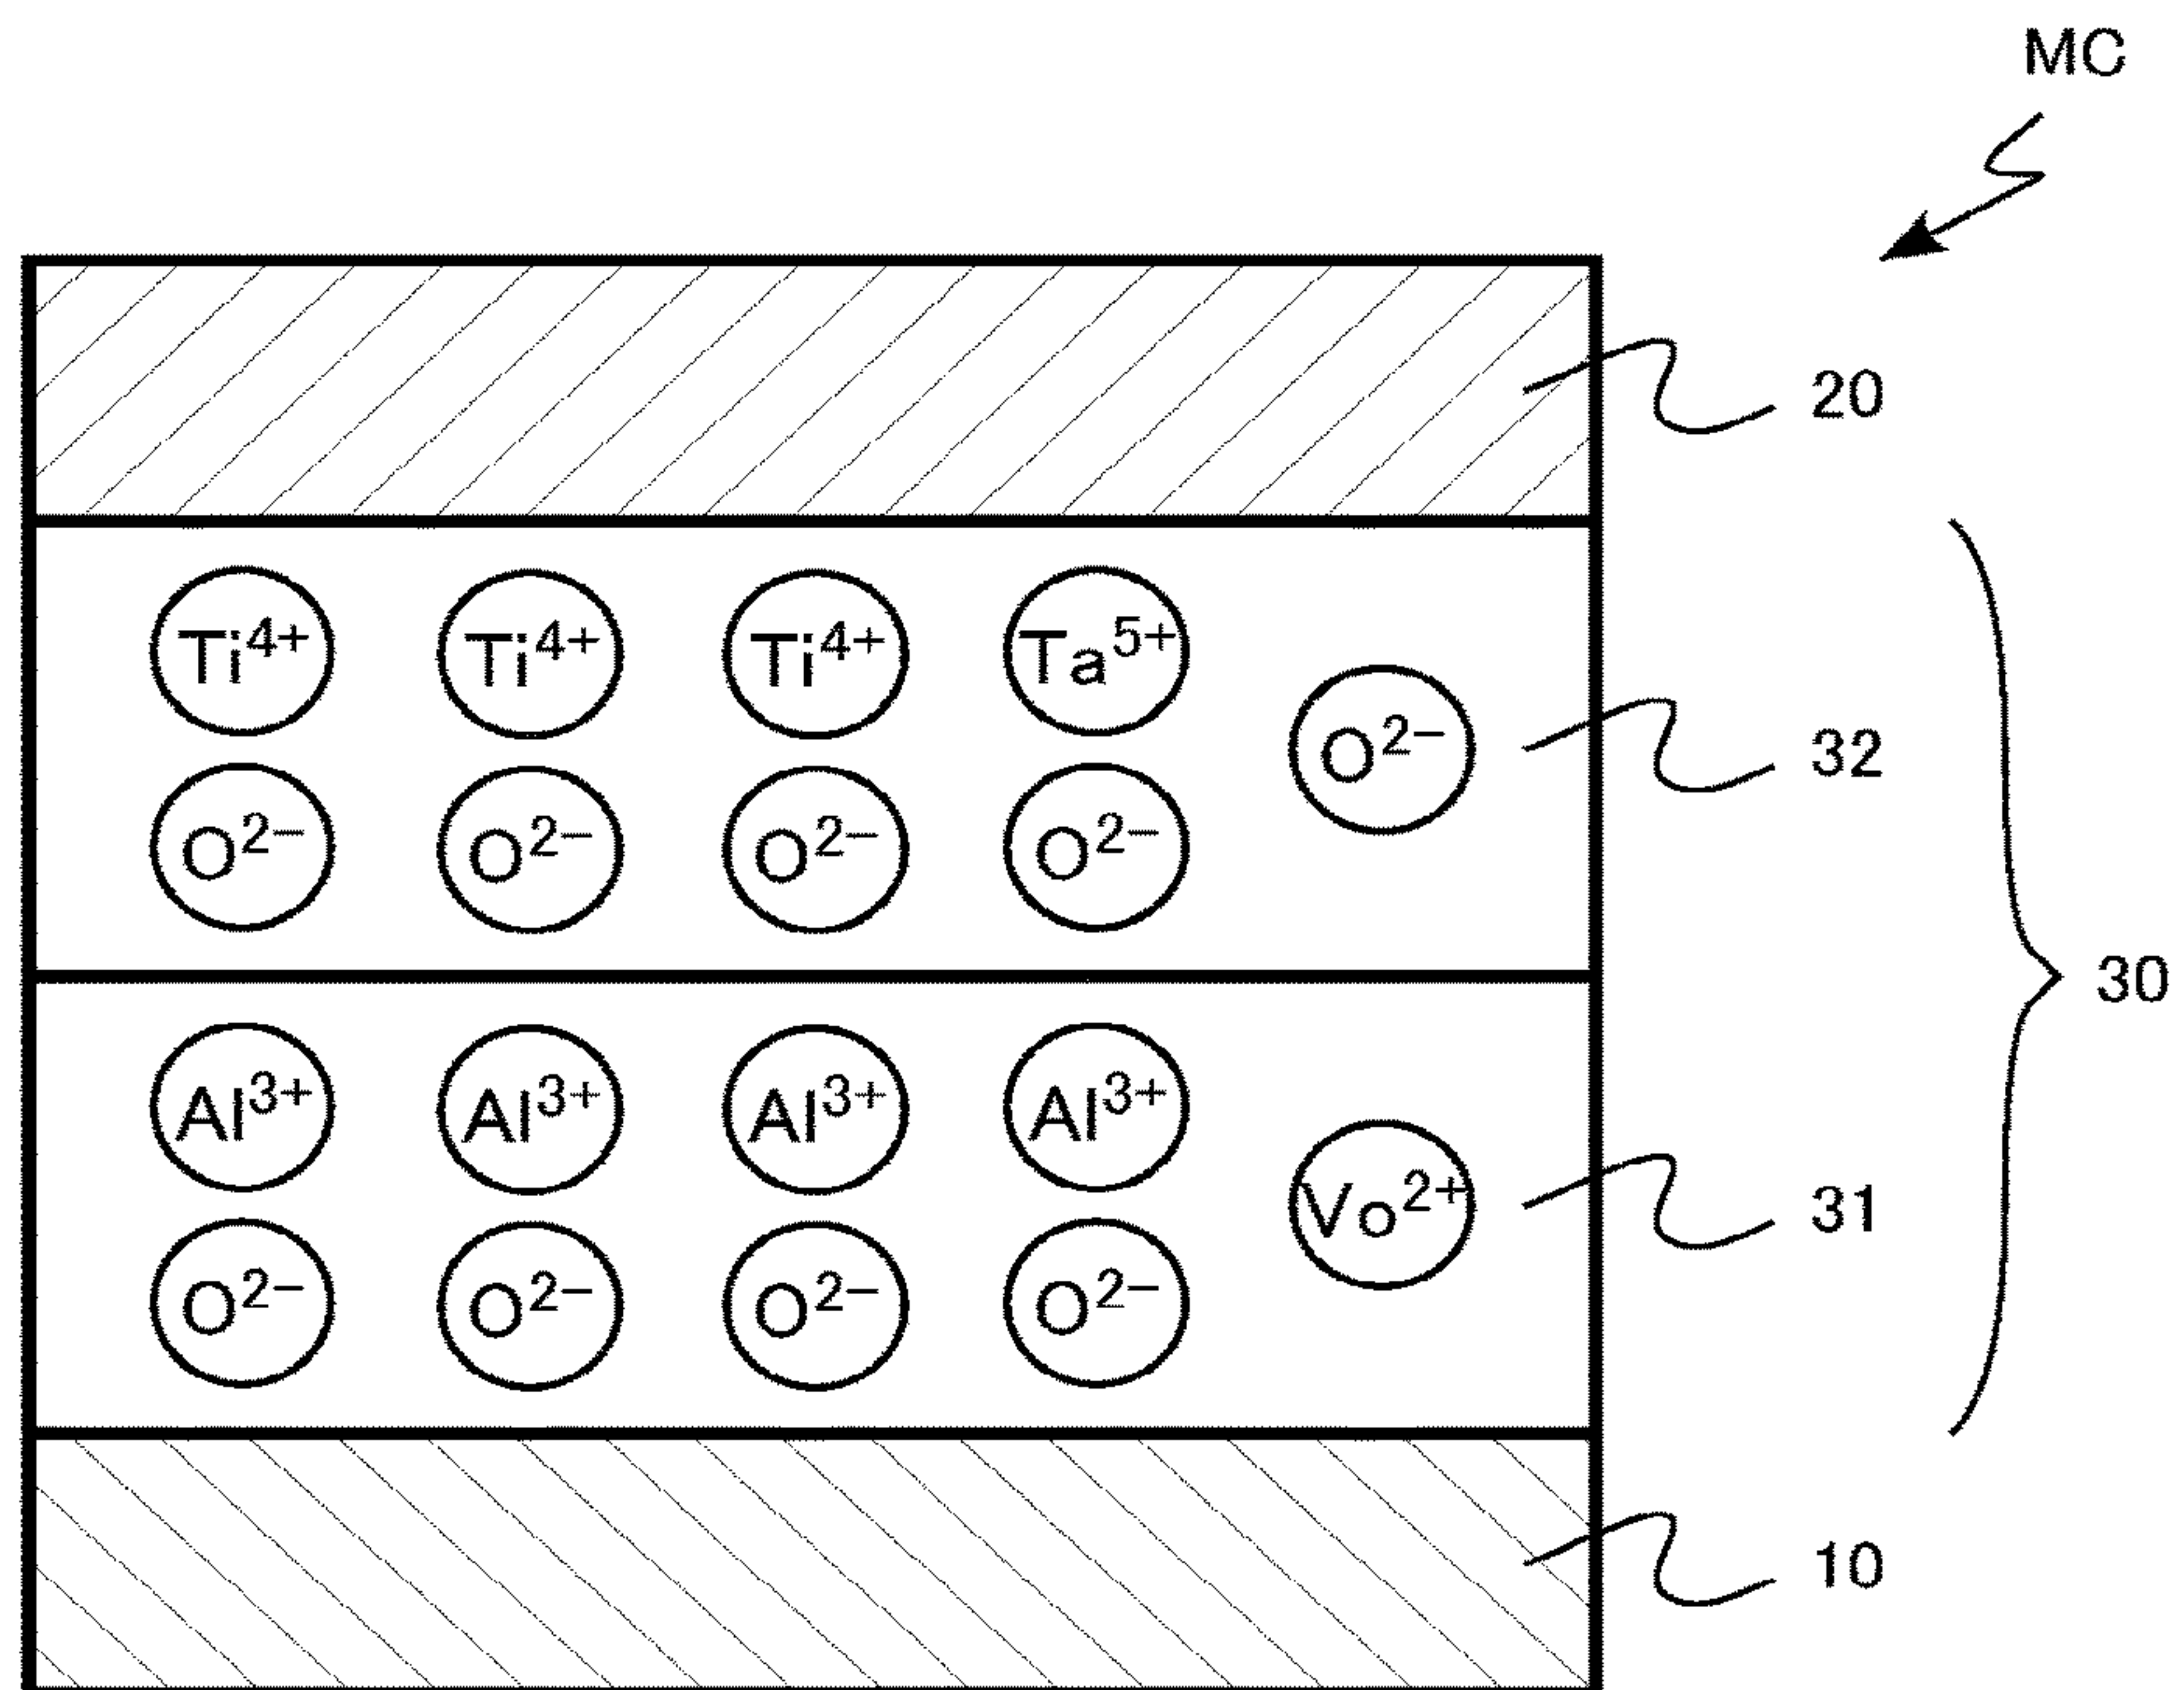 MC
20
Ti4+ Ti4+ Ti4+ Ta5+
O2- 32
O2- O2- O2- O2-
30
Al3+ Al3+ Al3+ Al3+
Vo2+ 31
O2- O2- O2- O2-
10